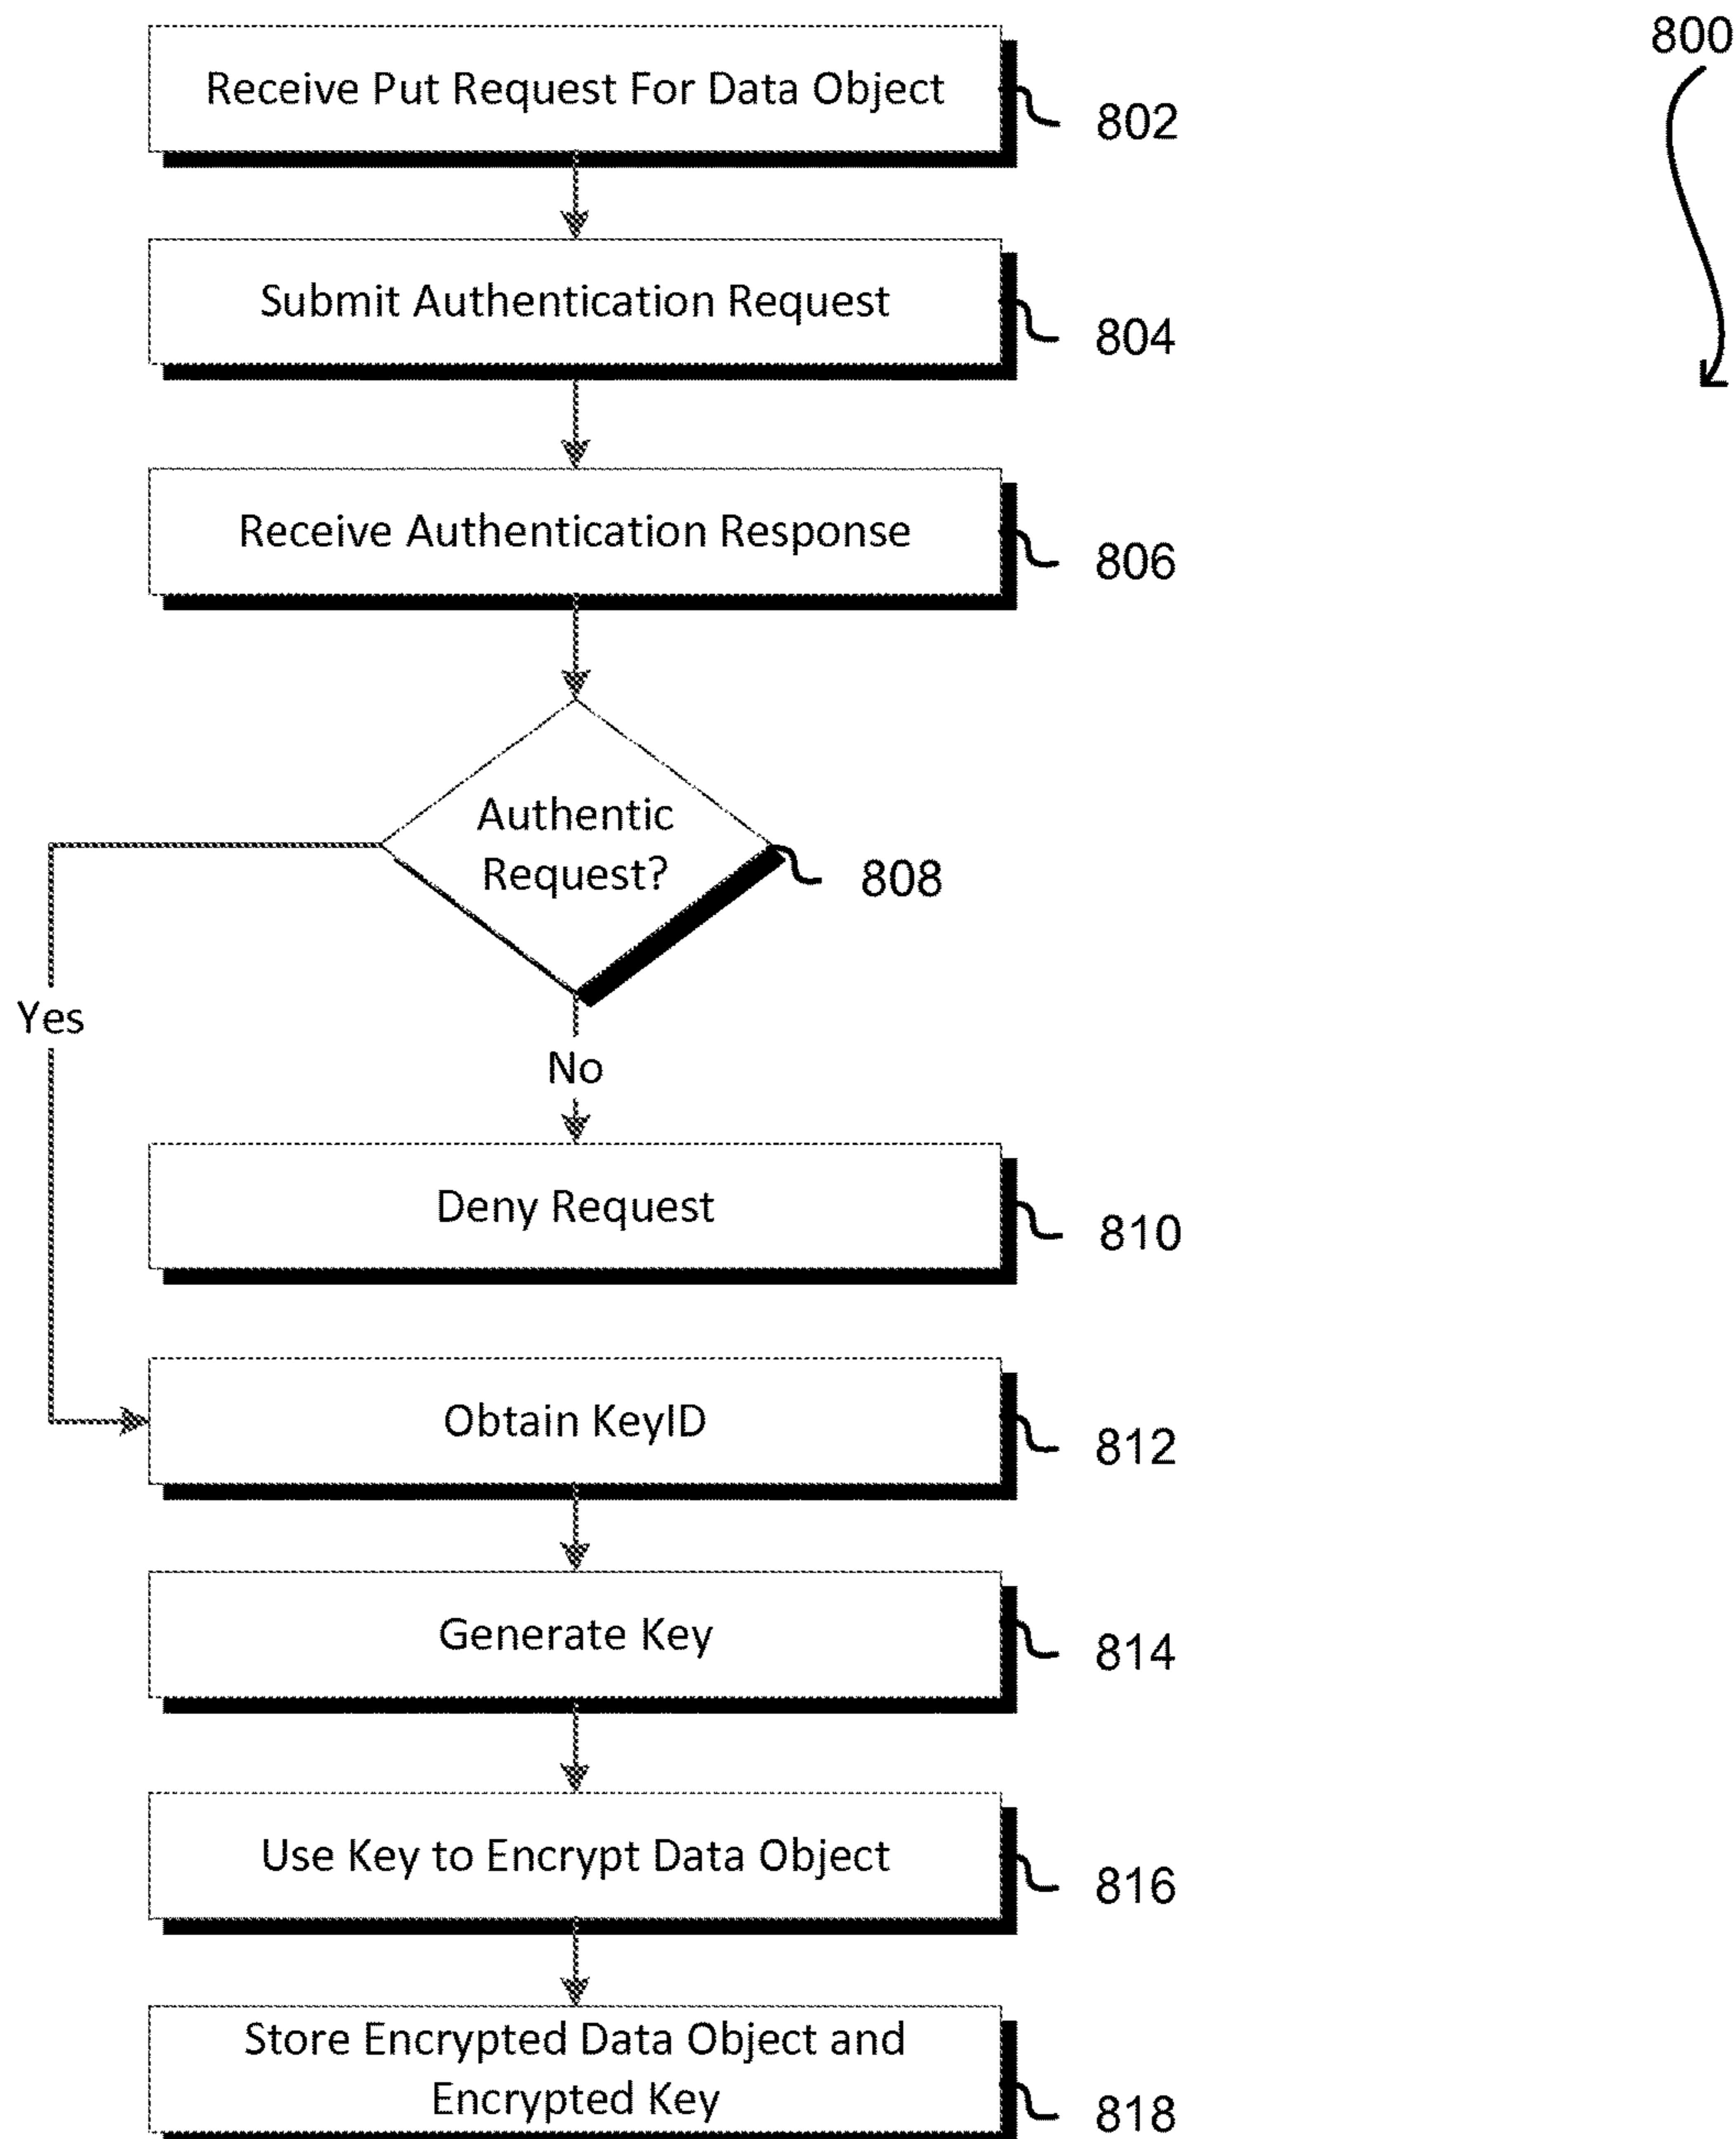 800
Receive Put Request For Data Object
802
Submit Authentication Request
804
Receive Authentication Response
806
Authentic
Request?
808
Yes
No
Deny Request
810
Obtain KeyID
812
Generate Key
814
Use Key to Encrypt Data Object
816
Store Encrypted Data Object and
Encrypted Key
818